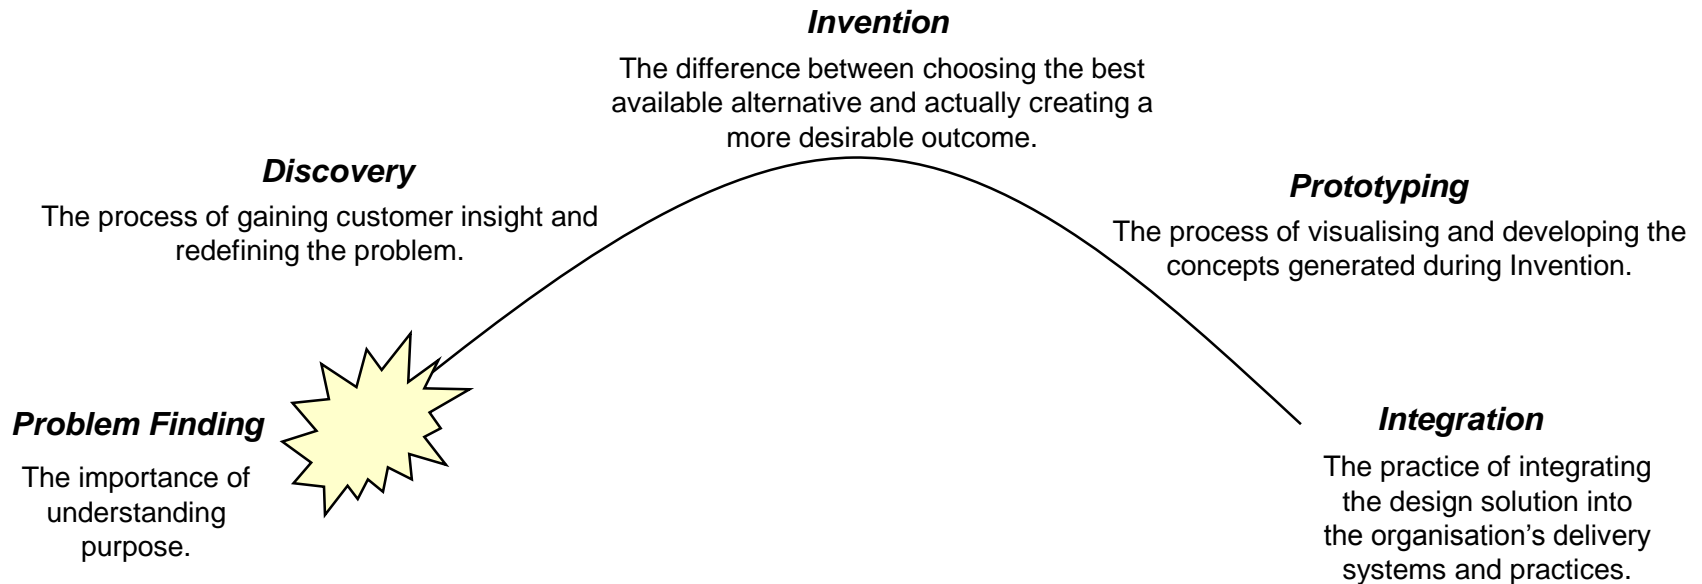 Invention
The difference between choosing the best
available alternative and actually creating a
more desirable outcome.
Discovery
The process of gaining customer insight and
redefining the problem.
Prototyping
The process of visualising and developing the
concepts generated during Invention.
Problem Finding
The importance of
understanding
purpose.
Integration
The practice of integrating
the design solution into
the organisation’s delivery
systems and practices.